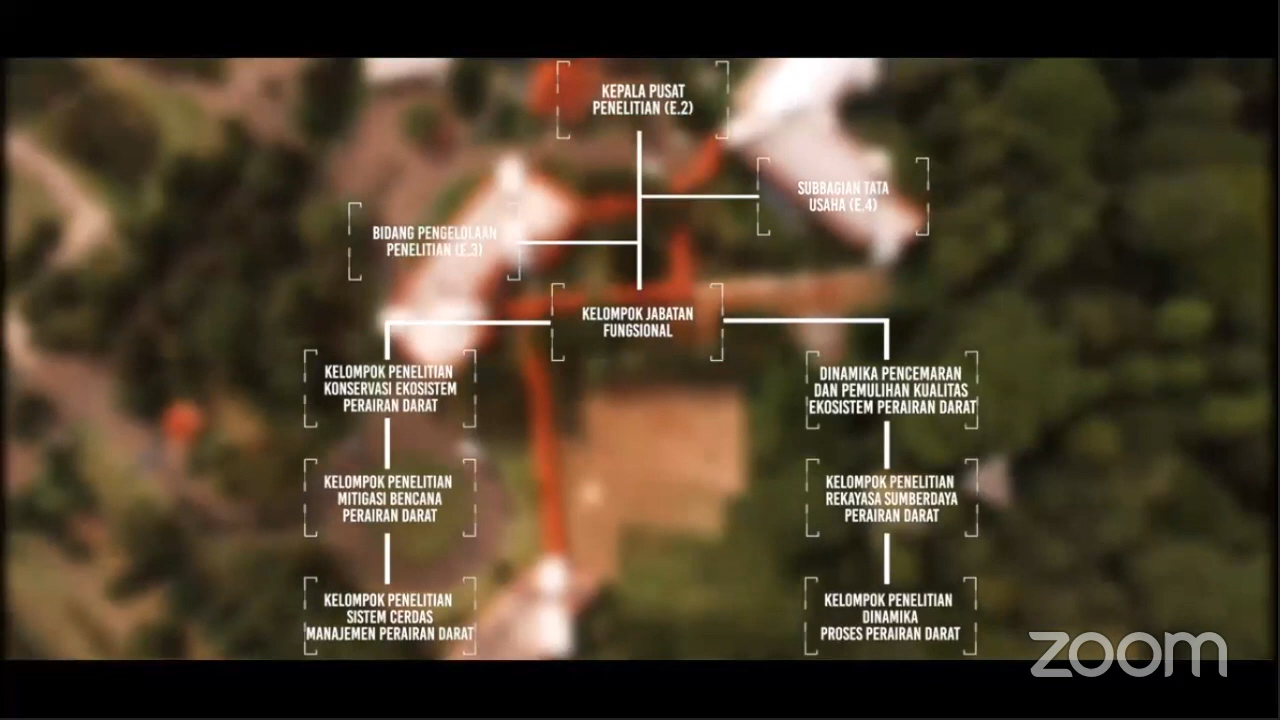 KEPALA PUSAT
PENELITIAN (E.2)
SUBBAGIAN TATA
USAHA (E.4)
BIDANG PENGELOLAAN
PENELITIAN (E.3)
KELOMPOK JABATAN
FUNGSIONAL
KELOMPOK PENELITIAN
KONSERVASI EKOSISTEM
PERAIRAN DARAT
KELOMPOK PENELITIAN
MITIGASI BENCANA
PERAIRAN DARAT
KELOMPOK PENELITIAN
SISTEM CERDAS
MANAJEMEN PERAIRAN DARAT
DINAMIKA PENCEMARAN
DAN PEMULIHAN KUALITAS
EKOSISTEM PERAIRAN DARAT
KELOMPOK PENELITIAN
REKAYASA SUMBERDAYA
PERAIRAN DARAT
KELOMPOK PENELITIAN
DINAMIKA
PROSES PERAIRAN DARAT
zoom